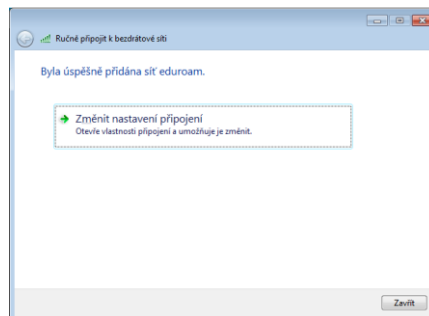 Ručně připojit k bezdrátové síti
Byla úspěšně přidána síť eduroam.
Změnit nastavení připojení
Otevře vlastnosti připojení a umožňuje je změnit.
Zavřít